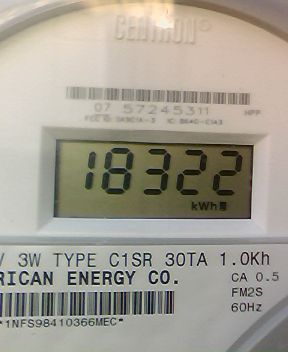 CENTRON
07 57245311 HPP
18322
kWh
V 3W TYPE C1SR 30TA 1.0Kh
RICAN ENERGY CO.
CA 0.5
FM2S
60Hz
*1NFS98410366MEC*